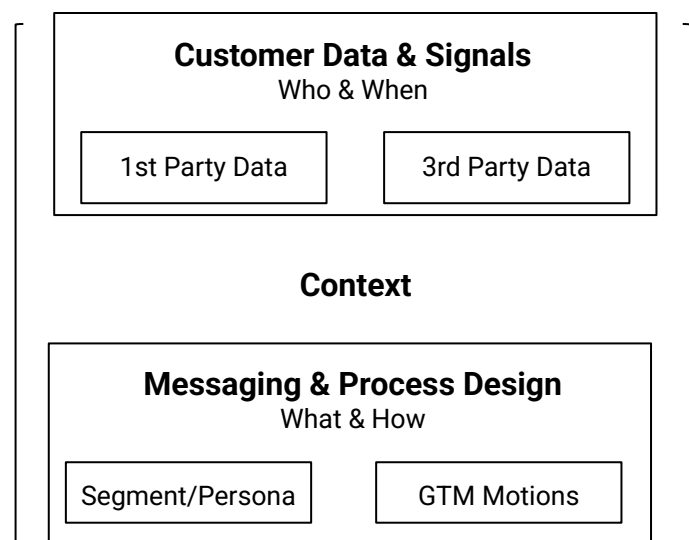 Customer Data & Signals
Who & When
1st Party Data
3rd Party Data
Context
Messaging & Process Design
What & How
Segment/Persona
GTM Motions